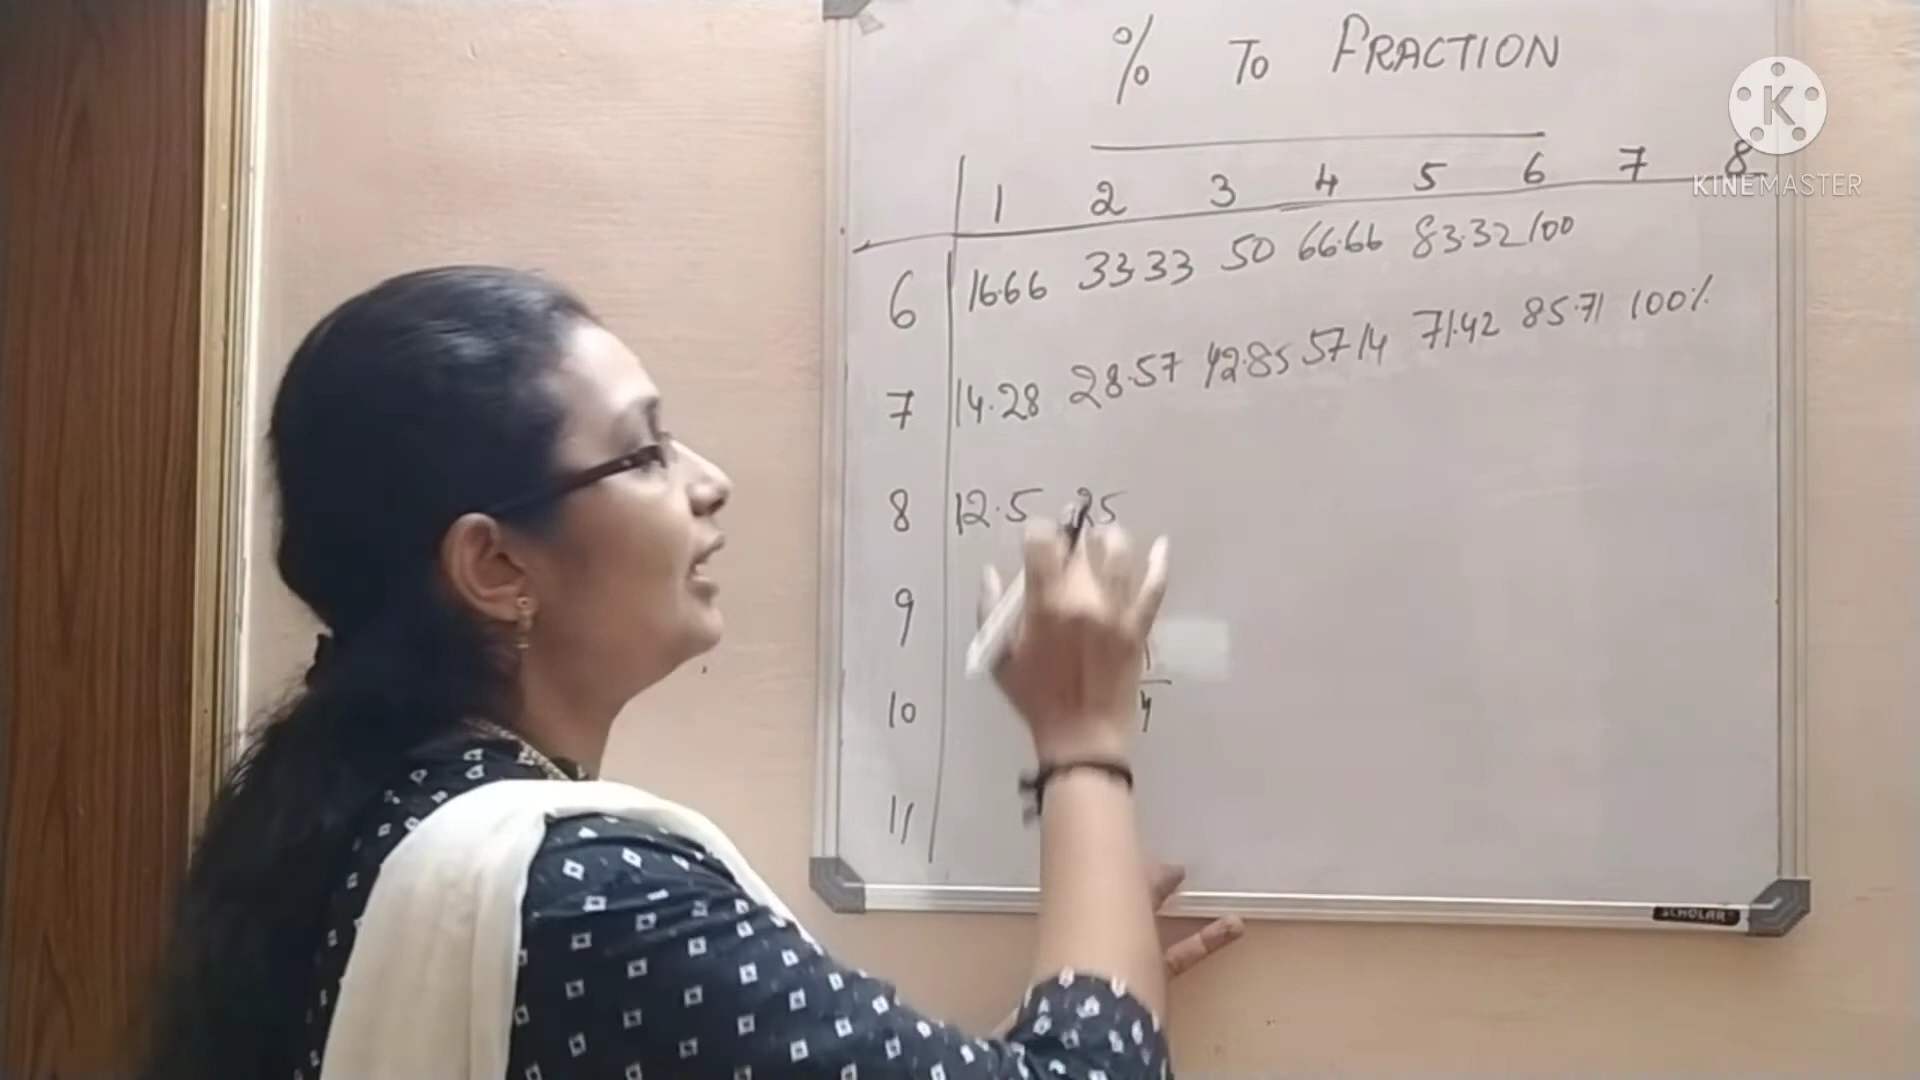 % To FRACTION
1 2 3 4 5 6 7 8
6 16.66 33 33 50 66.66 83.32 100
7 14.28 28.57 42.85 57 14 71.42 85.71 100%
8 12.5 25
9
10
4
11
K
KINEMASTER
SCHOLAR